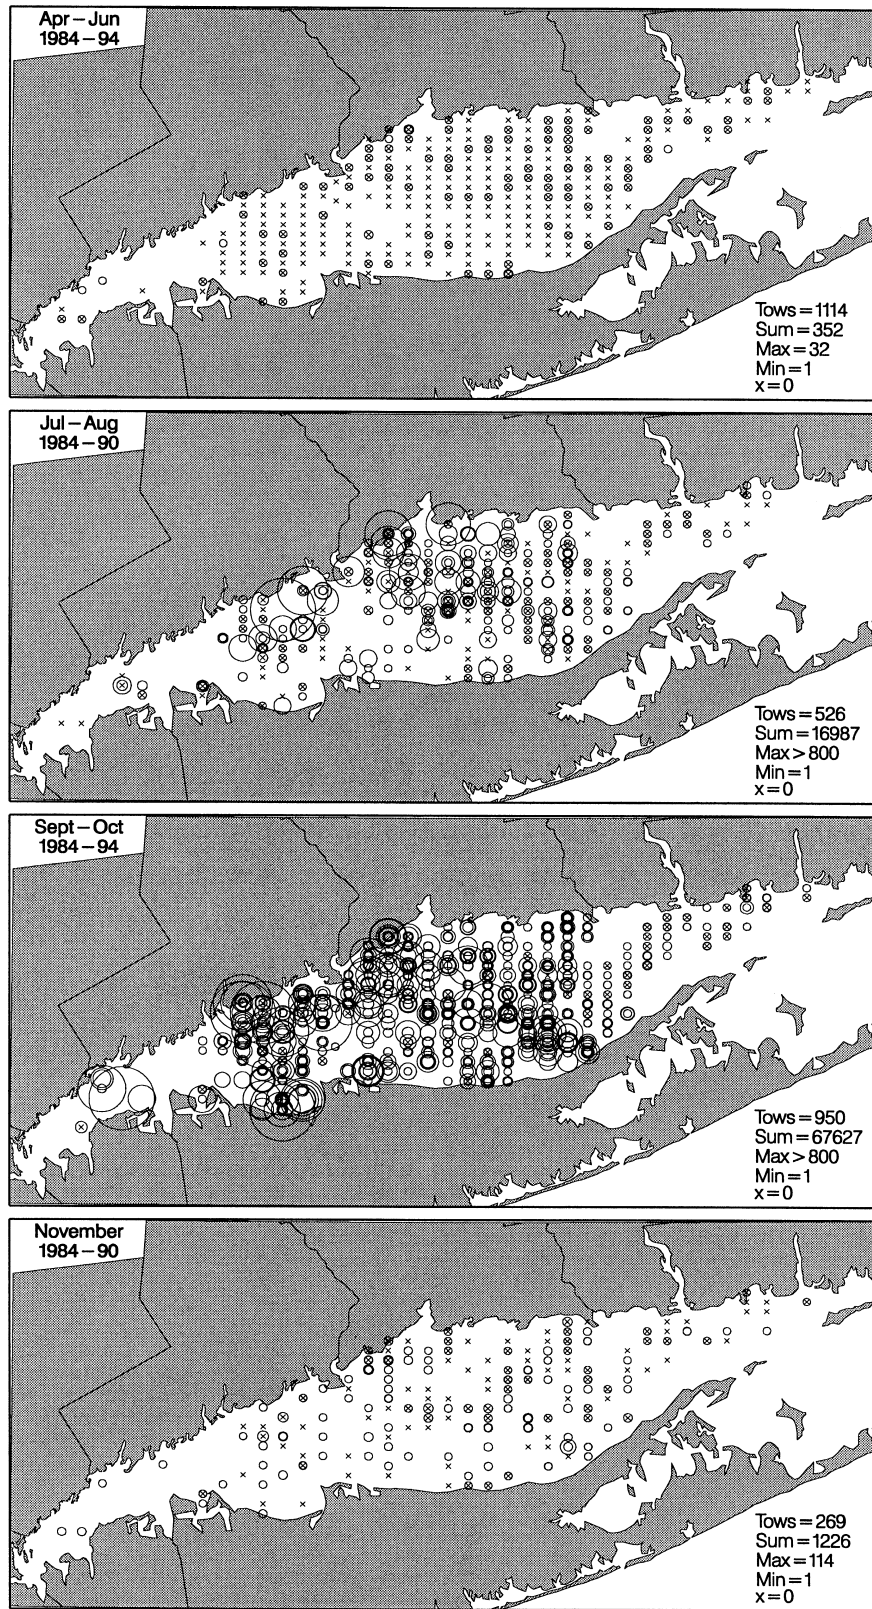 Apr–Jun
1984–94
Tows=1114
Sum=352
Max=32
Min=1
x=0
Jul–Aug
1984–90
Tows=526
Sum=16987
Max>800
Min=1
x=0
Sept–Oct
1984–94
Tows=950
Sum=67627
Max>800
Min=1
x=0
November
1984–90
Tows=269
Sum=1226
Max=114
Min=1
x=0